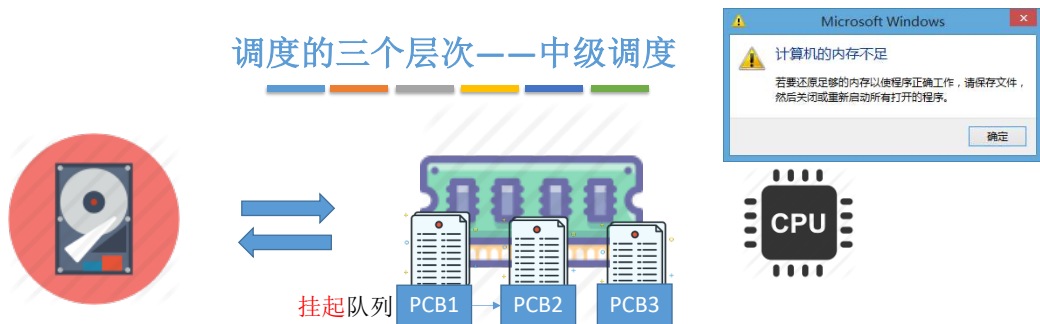 调度的三个层次——中级调度
Microsoft Windows
计算机的内存不足
若要还原足够的内存以使程序正确工作，请保存文件，
然后关闭或重新启动所有打开的程序。
确定
CPU
挂起队列 PCB1 PCB2 PCB3